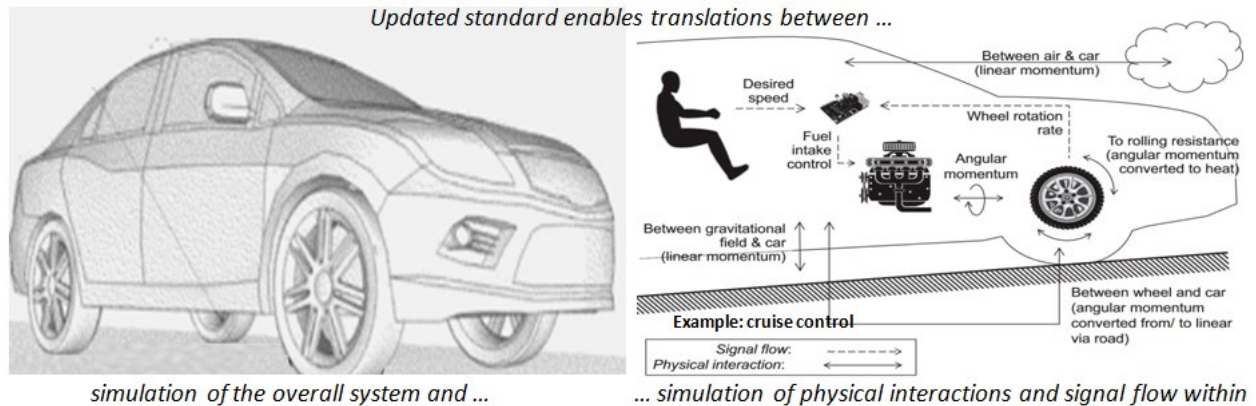 Updated standard enables translations between ...
Between air & car
(linear momentum)
Desired
speed
Wheel rotation
rate
Fuel
intake
control
To rolling resistance
(angular momentum
converted to heat)
Angular
momentum
Between gravitational
field & car
(linear momentum)
Between wheel and car
(angular momentum
converted from/ to linear
via road)
Example: cruise control
Signal flow:
Physical interaction:
simulation of the overall system and ...
... simulation of physical interactions and signal flow within